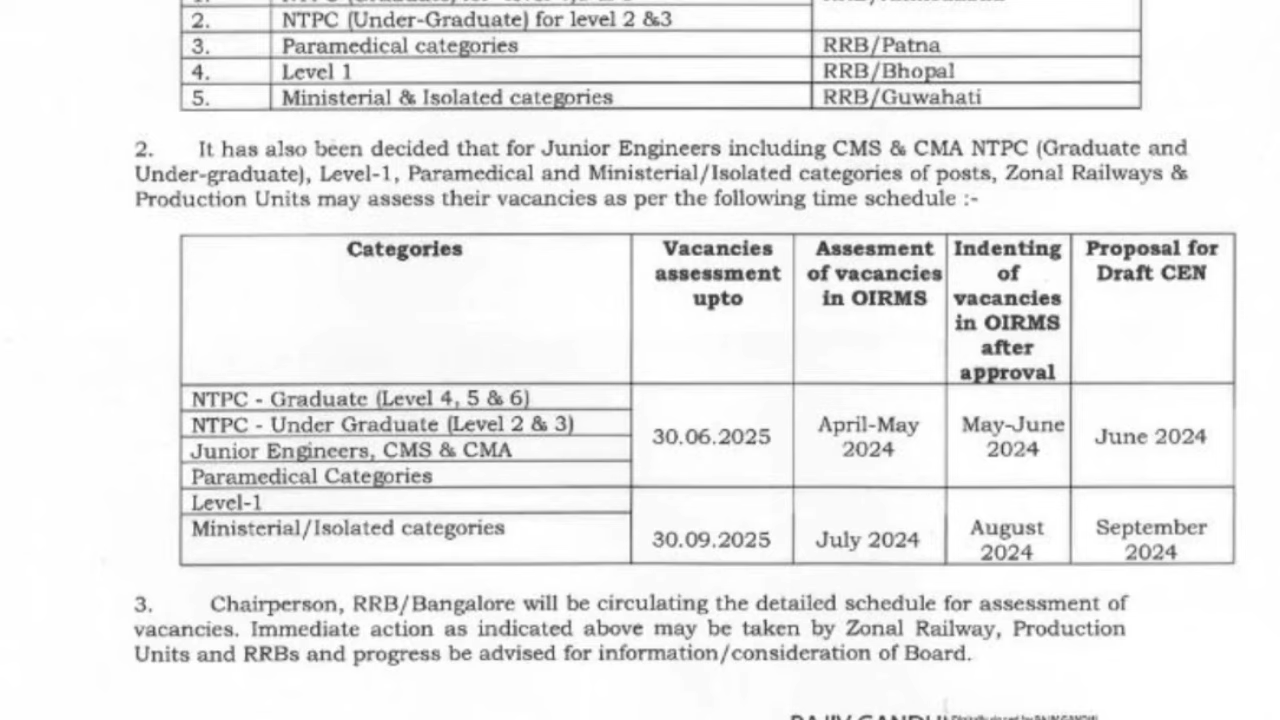 1.
2. NTPC (Under-Graduate) for level 2 &3
3. Paramedical categories RRB/Patna
4. Level 1 RRB/Bhopal
5. Ministerial & Isolated categories RRB/Guwahati
2. It has also been decided that for Junior Engineers including CMS & CMA NTPC (Graduate and
Under-graduate), Level-1, Paramedical and Ministerial/Isolated categories of posts, Zonal Railways &
Production Units may assess their vacancies as per the following time schedule :-
Categories Vacancies Assesment Indenting Proposal for
assessment of vacancies of Draft CEN
upto in OIRMS vacancies
in OIRMS
after
approval
NTPC - Graduate (Level 4, 5 & 6)
NTPC - Under Graduate (Level 2 & 3)
Junior Engineers, CMS & CMA
Paramedical Categories
30.06.2025 April-May May-June June 2024
2024 2024
Level-1
Ministerial/Isolated categories
30.09.2025 July 2024 August September
2024 2024
3. Chairperson, RRB/Bangalore will be circulating the detailed schedule for assessment of
vacancies. Immediate action as indicated above may be taken by Zonal Railway, Production
Units and RRBs and progress be advised for information/consideration of Board.
RAJIV GANDHI